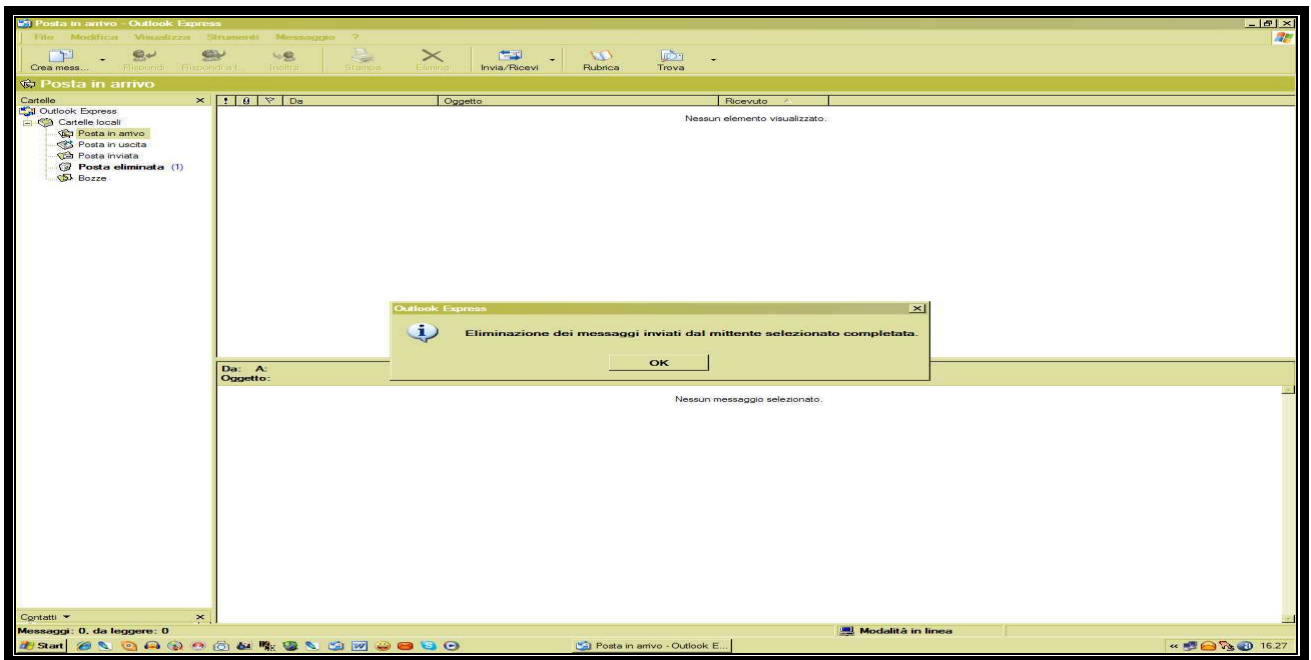 Posta in arrivo - Outlook Express
File Modifica Visualizza Strumenti Messaggio ?
Crea mess... Rispondi Rispondi a t... Inoltra Stampa Elimina Invia/Ricevi Rubrica Trova
Posta in arrivo
Cartelle
Outlook Express
Cartelle locali
Posta in arrivo
Posta in uscita
Posta inviata
Posta eliminata (1)
Bozze
Contatti
! Da Oggetto Ricevuto
Nessun elemento visualizzato.
Outlook Express
Eliminazione dei messaggi inviati dal mittente selezionato completata.
OK
Da: A:
Oggetto:
Nessun messaggio selezionato.
Messaggi: 0, da leggere: 0
Modalità in linea
Start
Posta in arrivo - Outlook E...
16.27